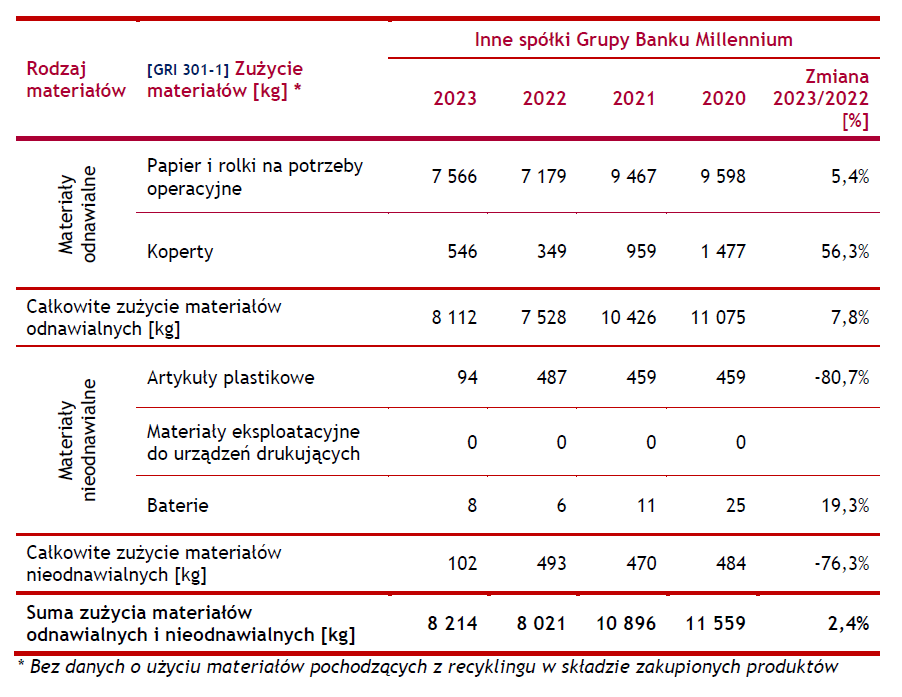 Inne spółki Grupy Banku Millennium
Rodzaj materiałów
[GRI 301-1] Zużycie materiałów [kg] *
2023 2022 2021 2020 Zmiana 2023/2022 [%]
Materiały odnawialne
Papier i rolki na potrzeby operacyjne 7 566 7 179 9 467 9 598 5,4%
Koperty 546 349 959 1 477 56,3%
Całkowite zużycie materiałów odnawialnych [kg] 8 112 7 528 10 426 11 075 7,8%
Materiały nieodnawialne
Artykuły plastikowe 94 487 459 459 -80,7%
Materiały eksploatacyjne do urządzeń drukujących 0 0 0 0
Baterie 8 6 11 25 19,3%
Całkowite zużycie materiałów nieodnawialnych [kg] 102 493 470 484 -76,3%
Suma zużycia materiałów odnawialnych i nieodnawialnych [kg] 8 214 8 021 10 896 11 559 2,4%
* Bez danych o użyciu materiałów pochodzących z recyklingu w składzie zakupionych produktów